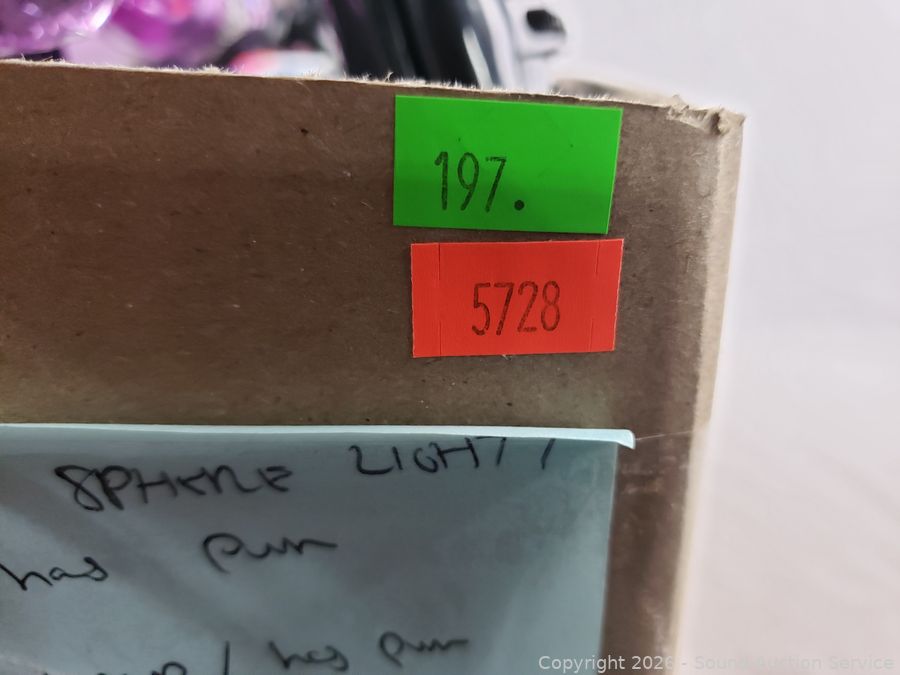 197.
5728
SPHERE LIGHT /
has pwr
/ has pwr
Copyright 2026 - Sound Auction Service